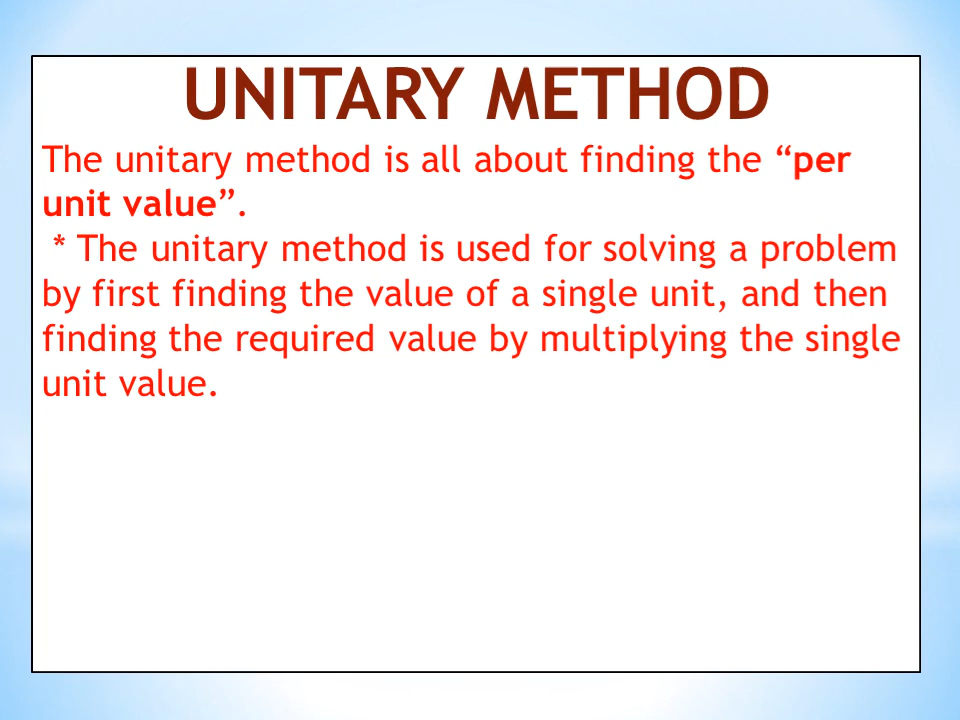 UNITARY METHOD
The unitary method is all about finding the “per
unit value”.
* The unitary method is used for solving a problem
by first finding the value of a single unit, and then
finding the required value by multiplying the single
unit value.